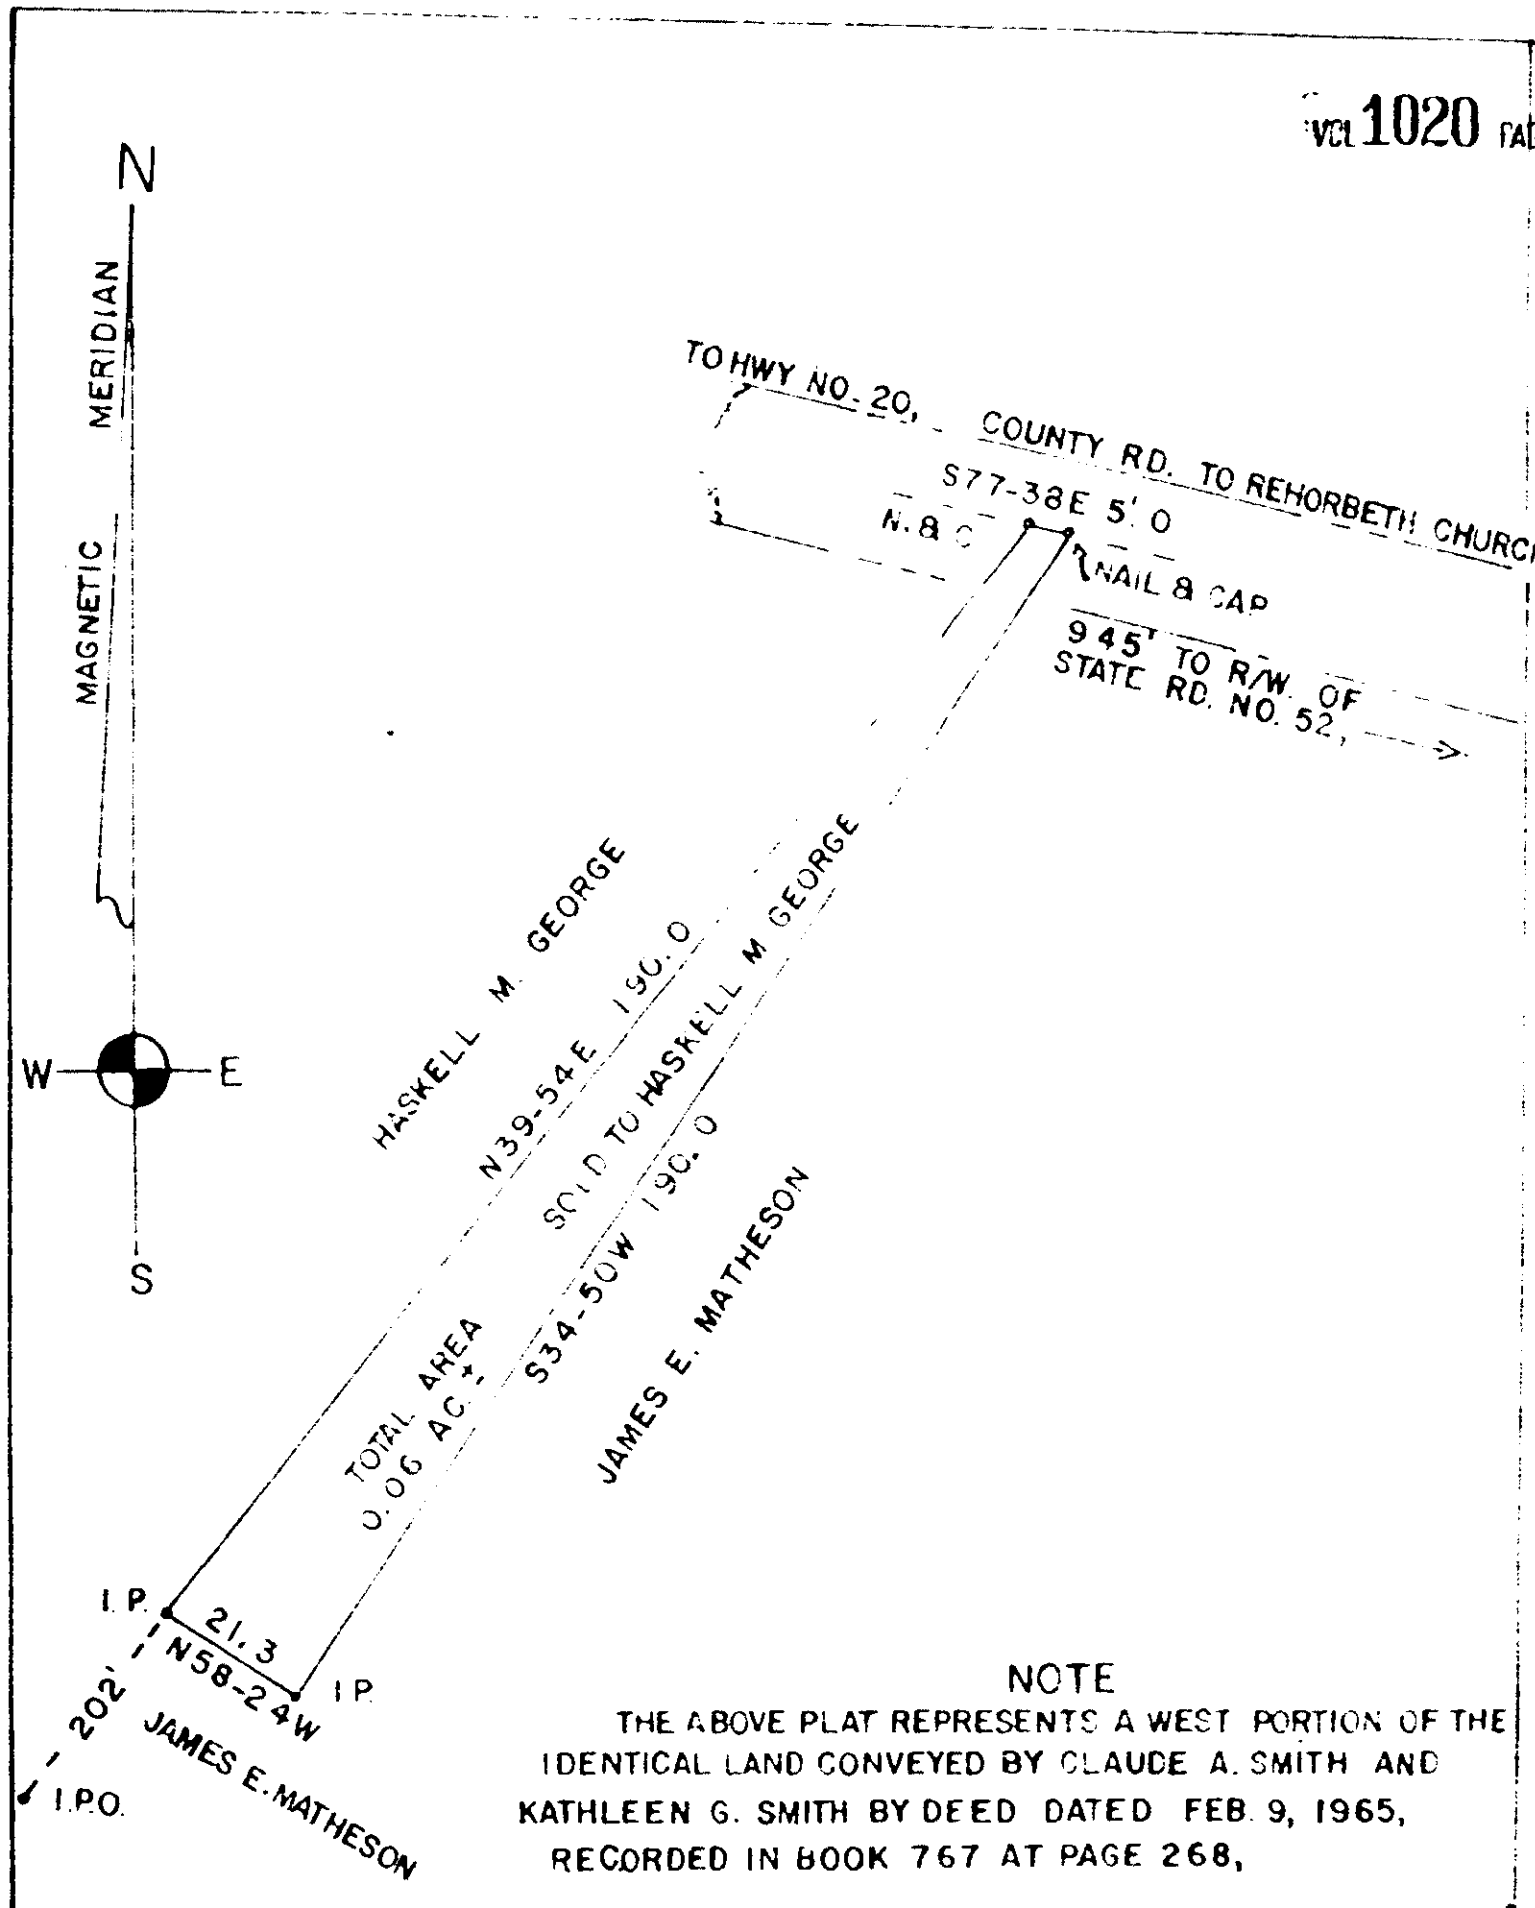 VOL 1020
N
MAGNETIC MERIDIAN
W E
S
TO HWY NO. 20, COUNTY RD. TO REHORBETH
S77-38E 5.0
N. & C
NAIL & CAP
945' TO R/W. OF
STATE RD. NO. 52,
HASKELL M. GEORGE
N39-54E 190.0
SOLD TO HASKELL M GEORGE
S34-50W 190.0
JAMES E. MATHESON
TOTAL AREA
0.06 AC. ±
I.P.
21.3
N58-24W
I.P.
202'
JAMES E. MATHESON
I.P.O.
NOTE
THE ABOVE PLAT REPRESENTS A WEST PORTION OF THE
IDENTICAL LAND CONVEYED BY CLAUDE A. SMITH AND
KATHLEEN G. SMITH BY DEED DATED FEB. 9, 1965,
RECORDED IN BOOK 767 AT PAGE 268,